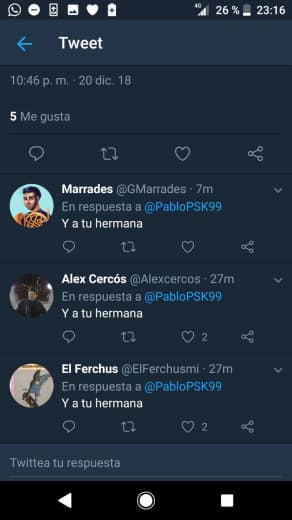 4G 26 % 23:16
Tweet
10:46 p. m. · 20 dic. 18
5 Me gusta
Marrades @GMarrades · 7m
En respuesta a @PabloPSK99
Y a tu hermana
Alex Cercós @Alexcercos · 27m
En respuesta a @PabloPSK99
Y a tu hermana
2
El Ferchus @ElFerchusmi · 27m
En respuesta a @PabloPSK99
Y a tu hermana
2
Twittea tu respuesta